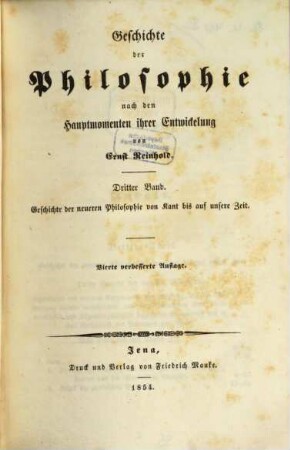 Geschichte
der
Philosophie
nach den
Hauptmomenten ihrer Entwickelung
von
Ernst Reinhold.
Dritter Band.
Geschichte der neueren Philosophie von Kant bis auf unsere Zeit.
Vierte verbesserte Auflage.
Jena,
Druck und Verlag von Friedrich Mauke.
1854.